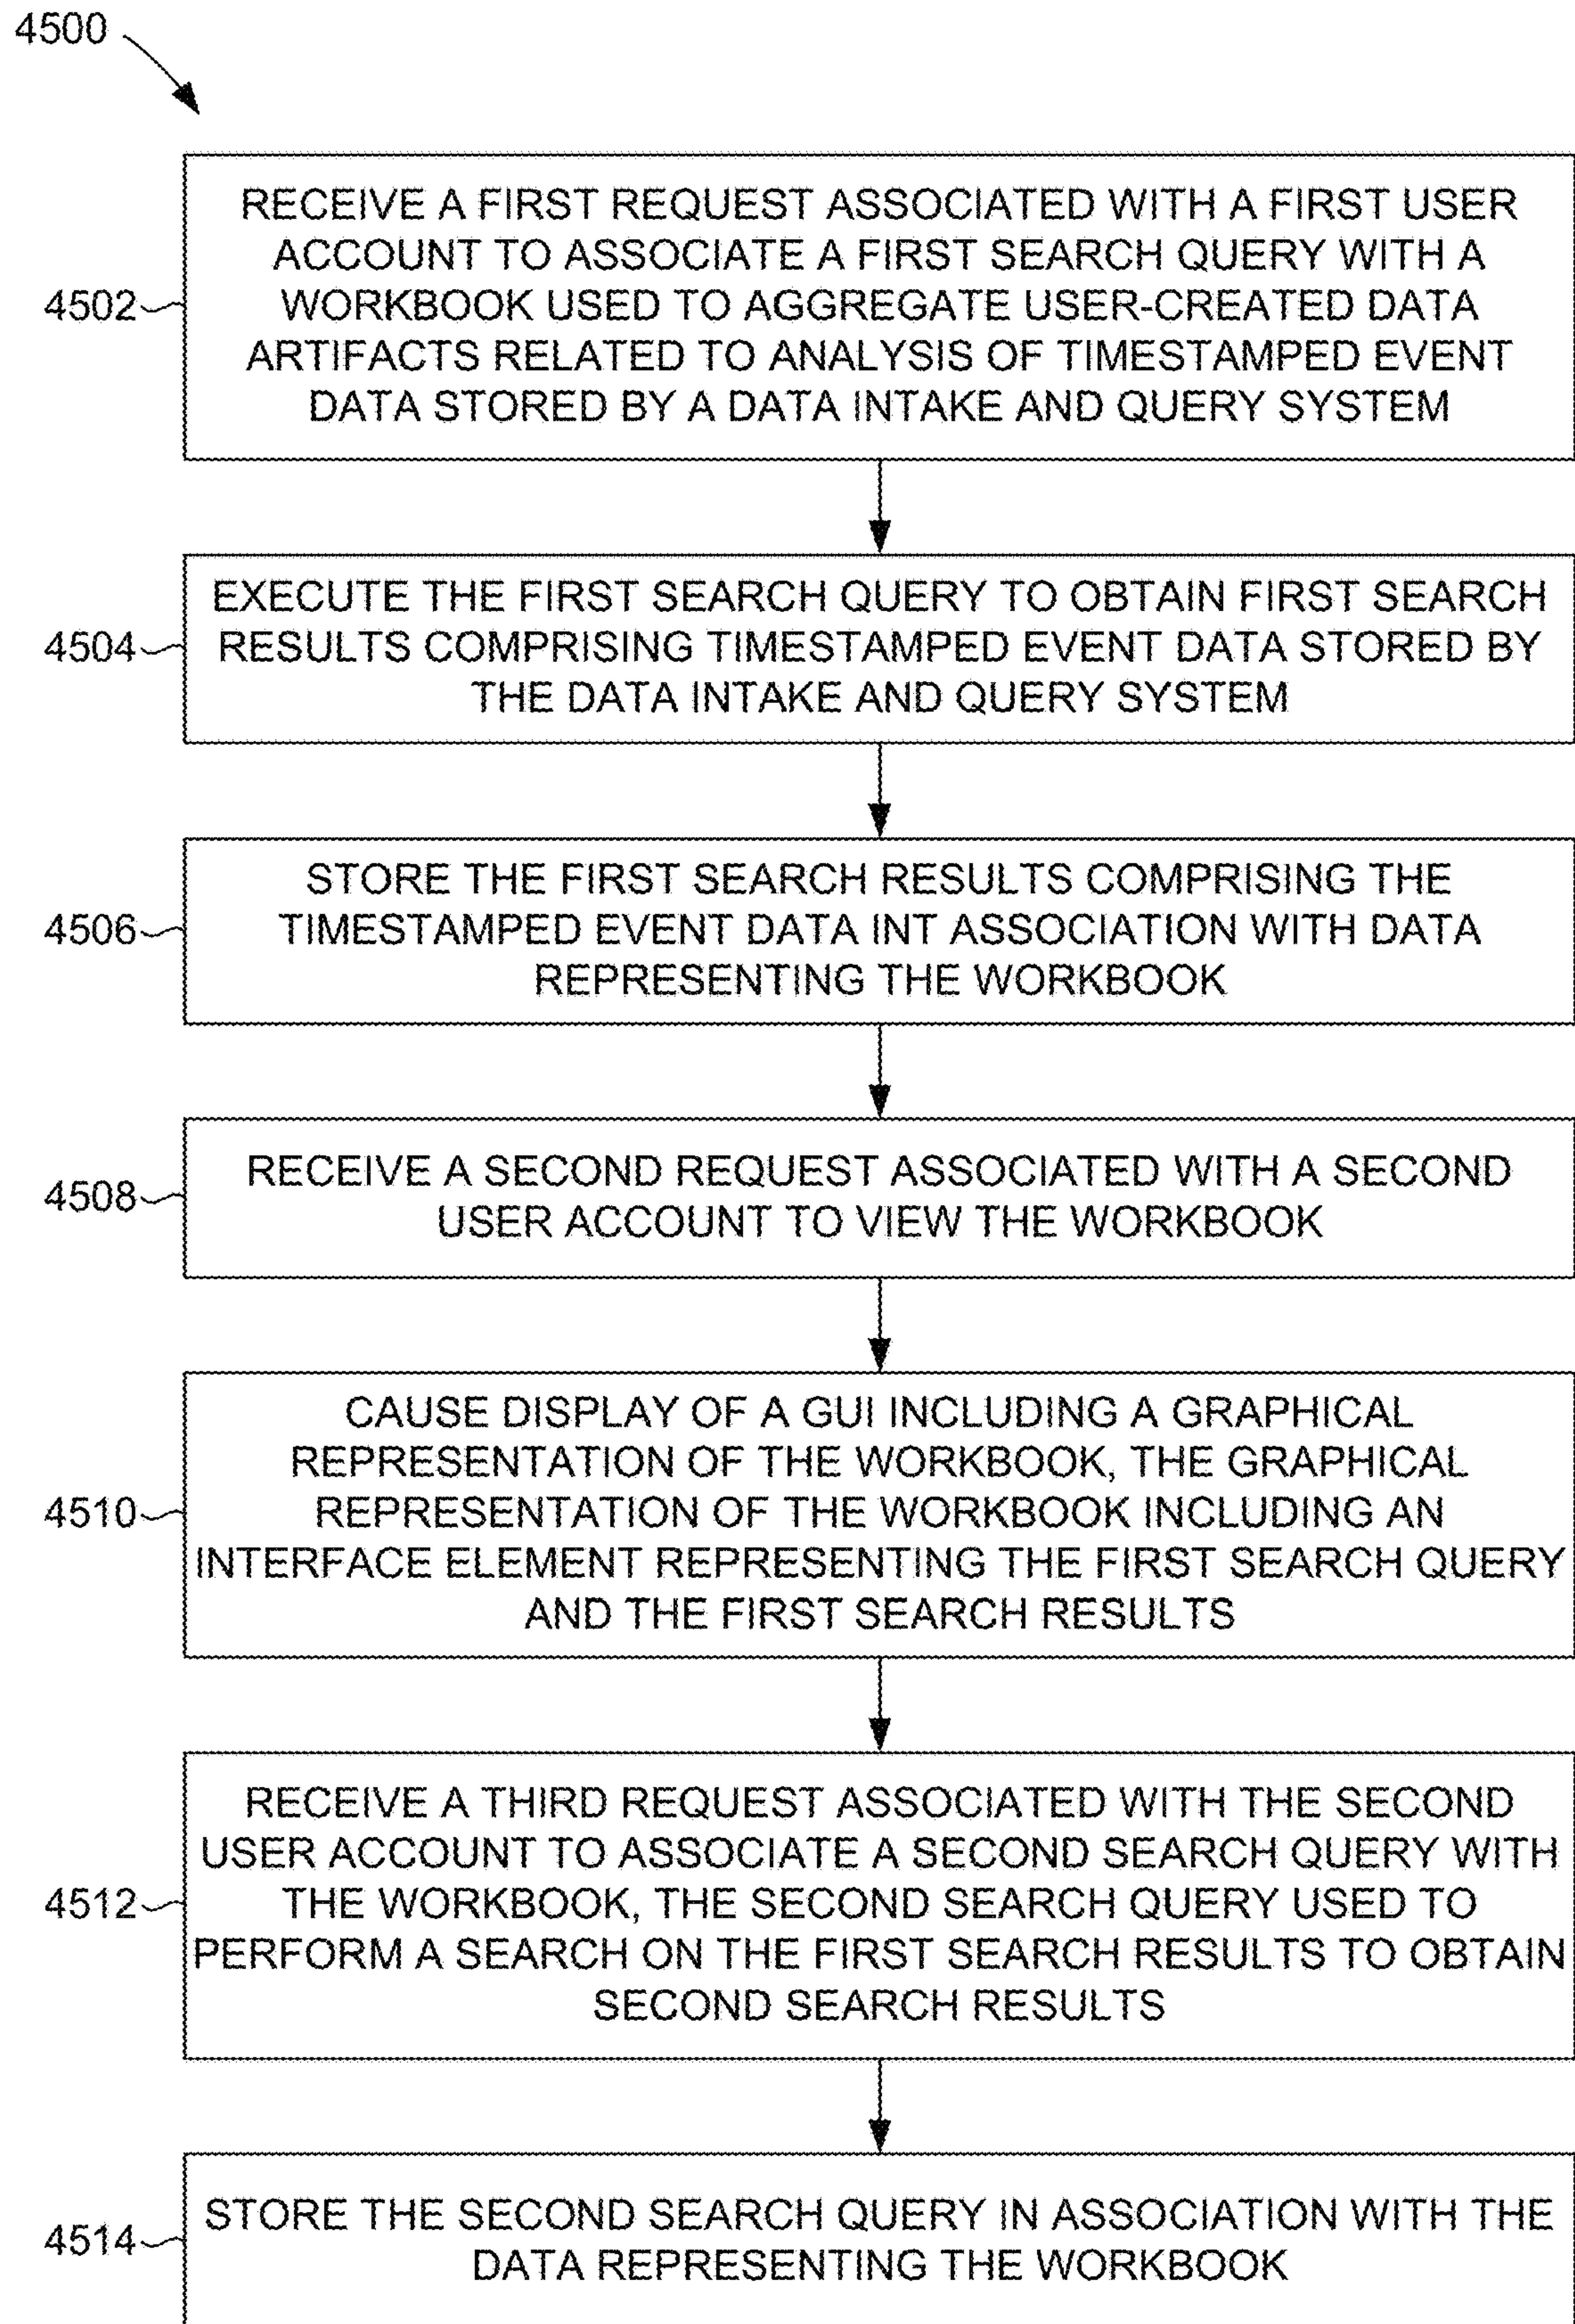 4500
RECEIVE A FIRST REQUEST ASSOCIATED WITH A FIRST USER
ACCOUNT TO ASSOCIATE A FIRST SEARCH QUERY WITH A
4502
WORKBOOK USED TO AGGREGATE USER-CREATED DATA
ARTIFACTS RELATED TO ANALYSIS OF TIMESTAMPED EVENT
DATA STORED BY A DATA INTAKE AND QUERY SYSTEM
EXECUTE THE FIRST SEARCH QUERY TO OBTAIN FIRST SEARCH
4504
RESULTS COMPRISING TIMESTAMPED EVENT DATA STORED BY
THE DATA INTAKE AND QUERY SYSTEM
STORE THE FIRST SEARCH RESULTS COMPRISING THE
4506
TIMESTAMPED EVENT DATA INT ASSOCIATION WITH DATA
REPRESENTING THE WORKBOOK
RECEIVE A SECOND REQUEST ASSOCIATED WITH A SECOND
4508
USER ACCOUNT TO VIEW THE WORKBOOK
CAUSE DISPLAY OF A GUI INCLUDING A GRAPHICAL
REPRESENTATION OF THE WORKBOOK, THE GRAPHICAL
4510
REPRESENTATION OF THE WORKBOOK INCLUDING AN
INTERFACE ELEMENT REPRESENTING THE FIRST SEARCH QUERY
AND THE FIRST SEARCH RESULTS
RECEIVE A THIRD REQUEST ASSOCIATED WITH THE SECOND
USER ACCOUNT TO ASSOCIATE A SECOND SEARCH QUERY WITH
4512
THE WORKBOOK, THE SECOND SEARCH QUERY USED TO
PERFORM A SEARCH ON THE FIRST SEARCH RESULTS TO OBTAIN
SECOND SEARCH RESULTS
STORE THE SECOND SEARCH QUERY IN ASSOCIATION WITH THE
4514
DATA REPRESENTING THE WORKBOOK